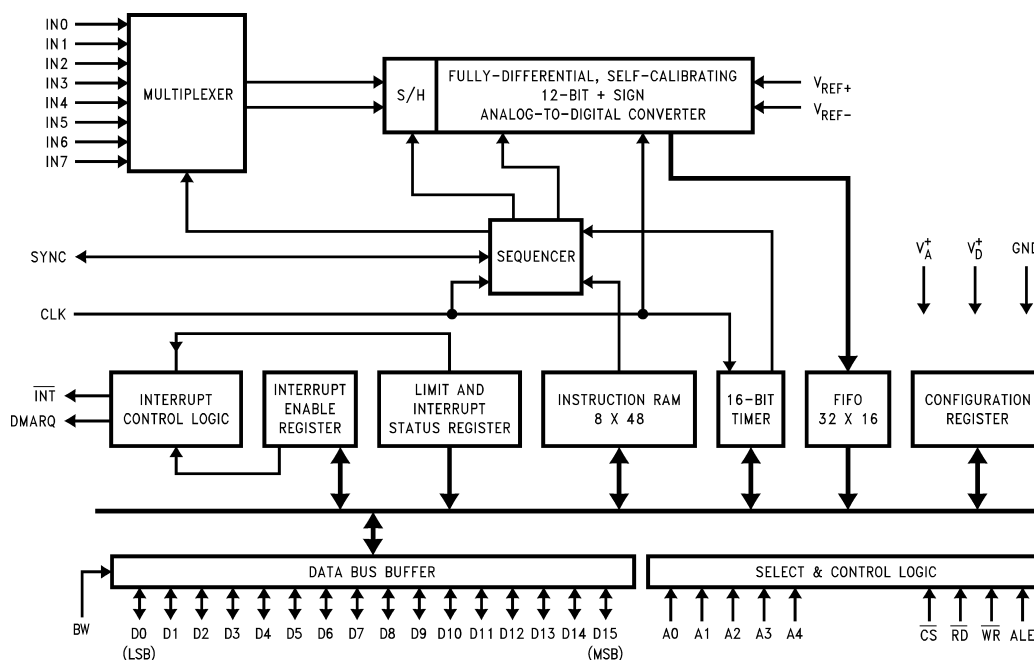 IN0
IN1
IN2
IN3
IN4
IN5
IN6
IN7
MULTIPLEXER
S/H
FULLY-DIFFERENTIAL, SELF-CALIBRATING
12-BIT + SIGN
ANALOG-TO-DIGITAL CONVERTER
VREF+
VREF-
SYNC
SEQUENCER
VA+
VD+
GND
CLK
INT
DMARQ
INTERRUPT
CONTROL LOGIC
INTERRUPT
ENABLE
REGISTER
LIMIT AND
INTERRUPT
STATUS REGISTER
INSTRUCTION RAM
8 X 48
16-BIT
TIMER
FIFO
32 X 16
CONFIGURATION
REGISTER
DATA BUS BUFFER
SELECT & CONTROL LOGIC
BW
D0 D1 D2 D3 D4 D5 D6 D7 D8 D9 D10 D11 D12 D13 D14 D15
(LSB) (MSB)
A0 A1 A2 A3 A4
CS RD WR ALE